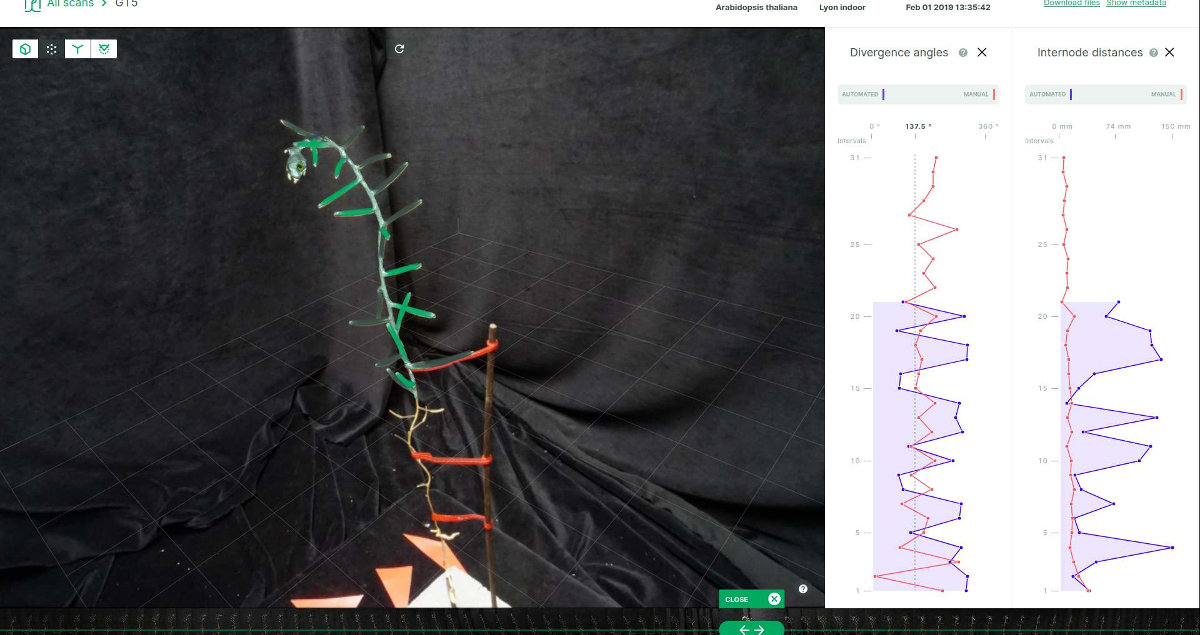 All scans > GT5
Arabidopsis thaliana Lyon indoor Feb 01 2019 13:35:42
Download files Show metadata
Divergence angles
AUTOMATED MANUAL
0 ° 137.5 ° 360 °
Intervals
31
25
20
15
10
5
1
Internode distances
AUTOMATED MANUAL
0 mm 74 mm 150 mm
Intervals
31
25
20
15
10
5
1
CLOSE